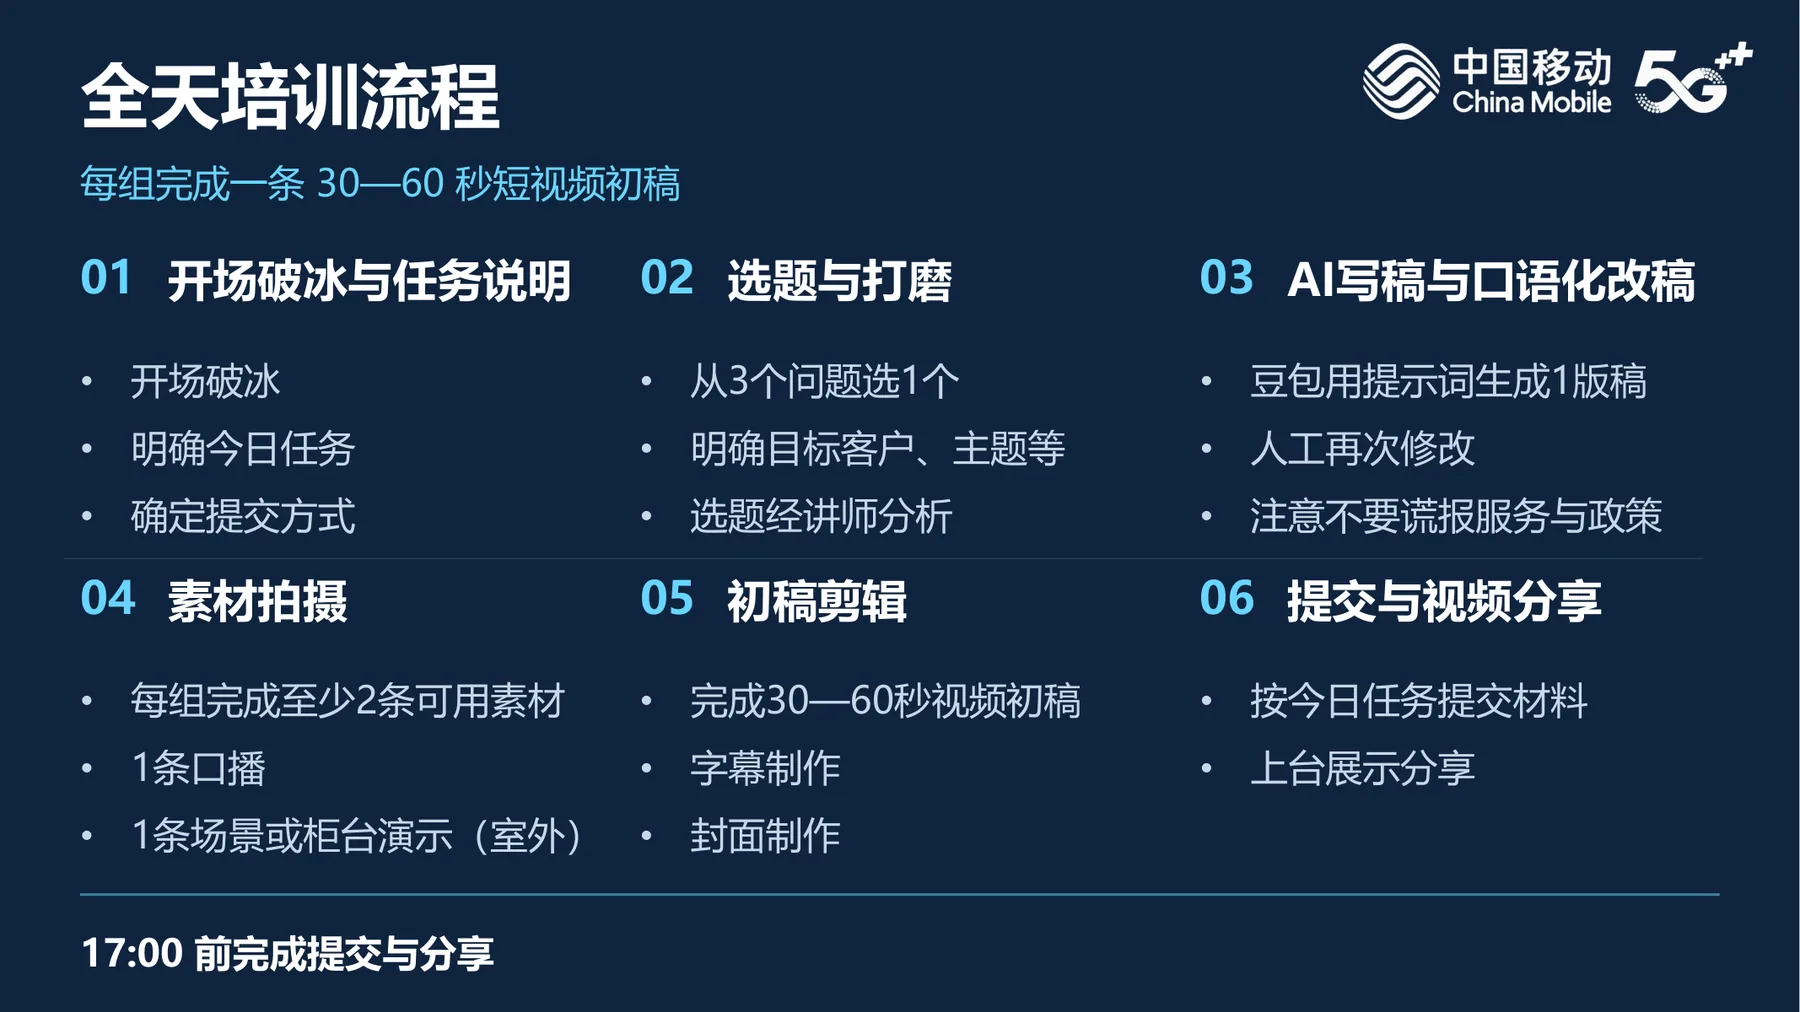 全天培训流程
中国移动
China Mobile
5G++
每组完成一条 30—60 秒短视频初稿
01 开场破冰与任务说明
• 开场破冰
• 明确今日任务
• 确定提交方式
02 选题与打磨
• 从3个问题选1个
• 明确目标客户、主题等
• 选题经讲师分析
03 AI写稿与口语化改稿
• 豆包用提示词生成1版稿
• 人工再次修改
• 注意不要谎报服务与政策
04 素材拍摄
• 每组完成至少2条可用素材
• 1条口播
• 1条场景或柜台演示（室外）
05 初稿剪辑
• 完成30—60秒视频初稿
• 字幕制作
• 封面制作
06 提交与视频分享
• 按今日任务提交材料
• 上台展示分享
17:00 前完成提交与分享